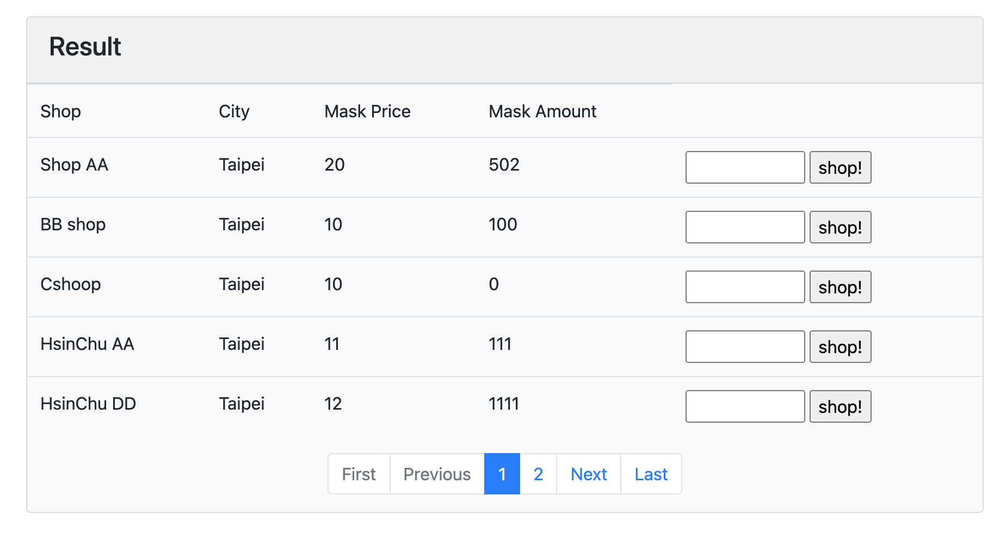 Result
Shop City Mask Price Mask Amount
Shop AA Taipei 20 502 shop!
BB shop Taipei 10 100 shop!
Cshoop Taipei 10 0 shop!
HsinChu AA Taipei 11 111 shop!
HsinChu DD Taipei 12 1111 shop!
First Previous 1 2 Next Last